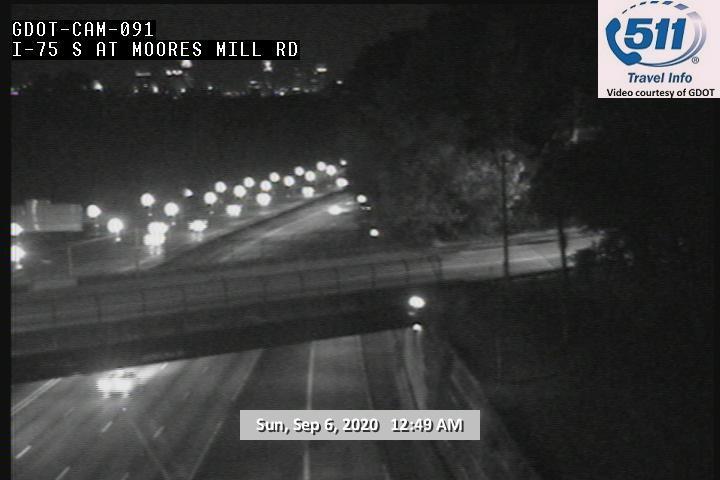 GDOT-CAM-091
I-75 S AT MOORES MILL RD
511
®
Travel Info
Video courtesy of GDOT
Sun, Sep 6, 2020 12:49 AM